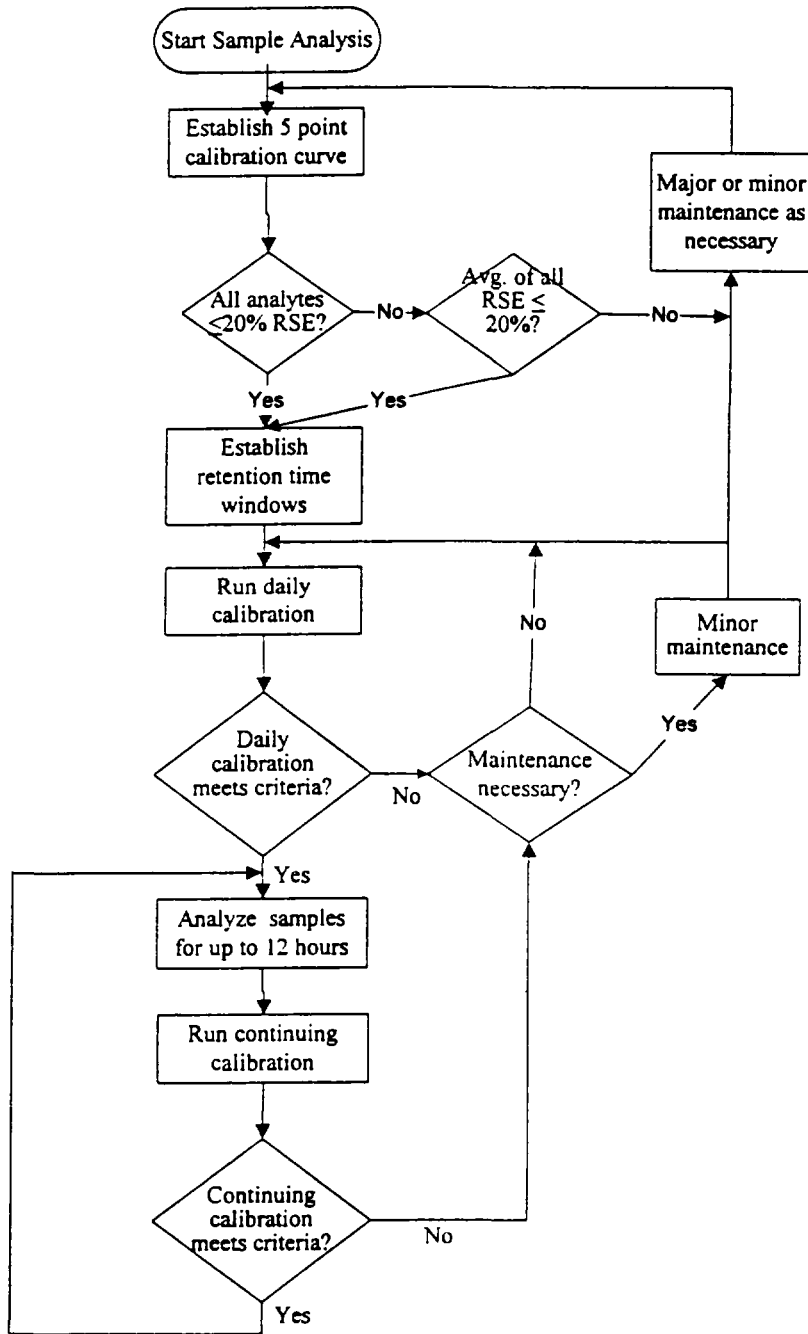 Start Sample Analysis
Establish 5 point
calibration curve
Major or minor
maintenance as
necessary
All analytes
≤20% RSE?
No
Avg. of all
RSE ≤
20%?
No
Yes
Yes
Establish
retention time
windows
Run daily
calibration
No
Minor
maintenance
Yes
Daily
calibration
meets criteria?
No
Maintenance
necessary?
Yes
Analyze samples
for up to 12 hours
Run continuing
calibration
Continuing
calibration
meets criteria?
No
Yes